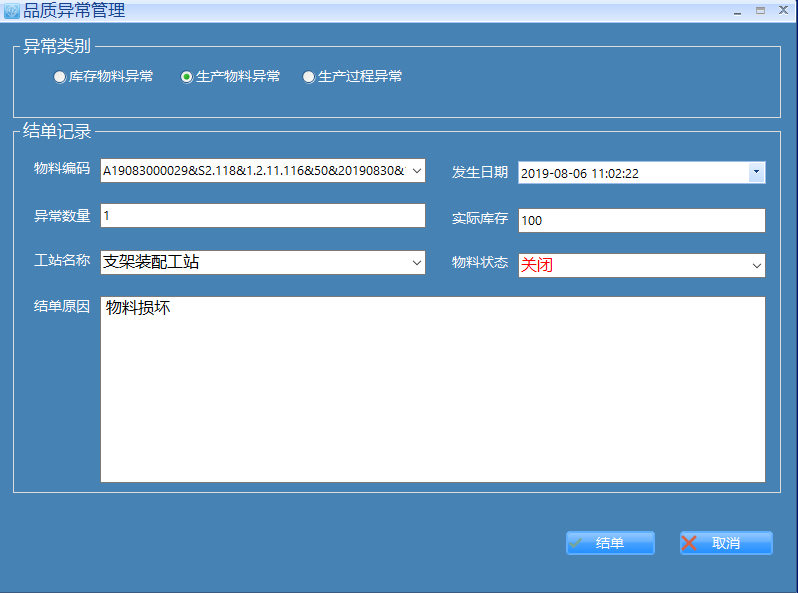 品质异常管理
异常类别
库存物料异常 生产物料异常 生产过程异常
结单记录
物料编码 A19083000029&S2.118&1.2.11.116&50&20190830& 发生日期 2019-08-06 11:02:22
异常数量 1 实际库存 100
工站名称 支架装配工站 物料状态 关闭
结单原因 物料损坏
结单 取消